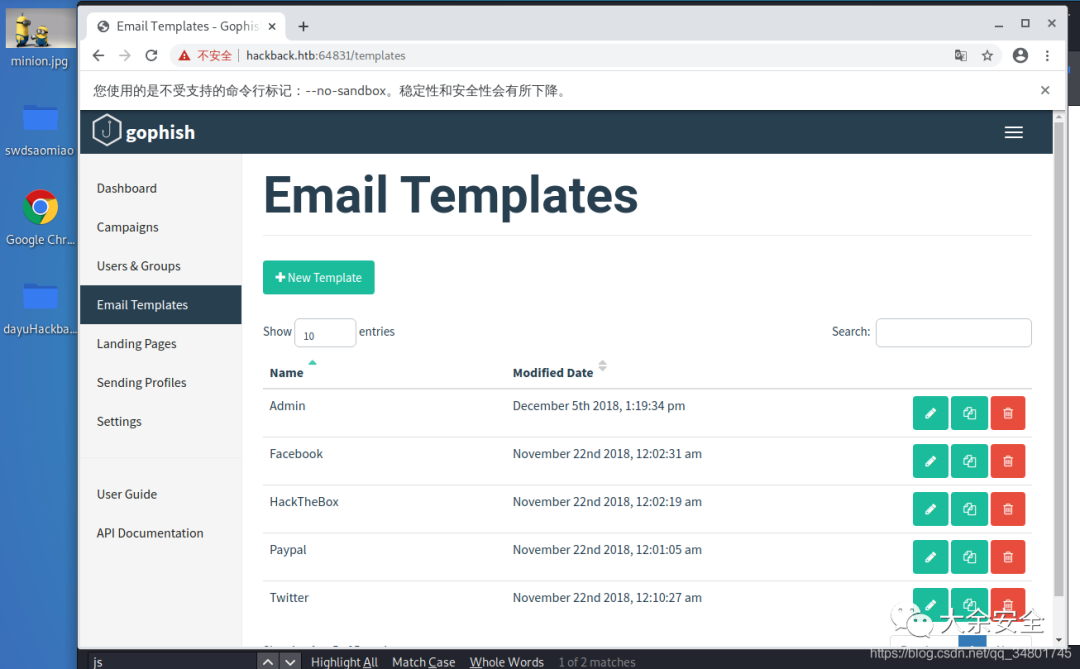 minion.jpg
swdsaomiao
Google Chr...
dayuHackba...
Email Templates - Gophis
不安全 hackback.htb:64831/templates
您使用的是不受支持的命令行标记：--no-sandbox。稳定性和安全性会有所下降。
gophish
Dashboard
Campaigns
Users & Groups
Email Templates
Landing Pages
Sending Profiles
Settings
User Guide
API Documentation
Email Templates
New Template
Show 10 entries Search:
Name Modified Date
Admin December 5th 2018, 1:19:34 pm
Facebook November 22nd 2018, 12:02:31 am
HackTheBox November 22nd 2018, 12:02:19 am
Paypal November 22nd 2018, 12:01:05 am
Twitter November 22nd 2018, 12:10:27 am
大余安全
https://blog.csdn.net/qq_34801745
js Highlight All Match Case Whole Words 1 of 2 matches